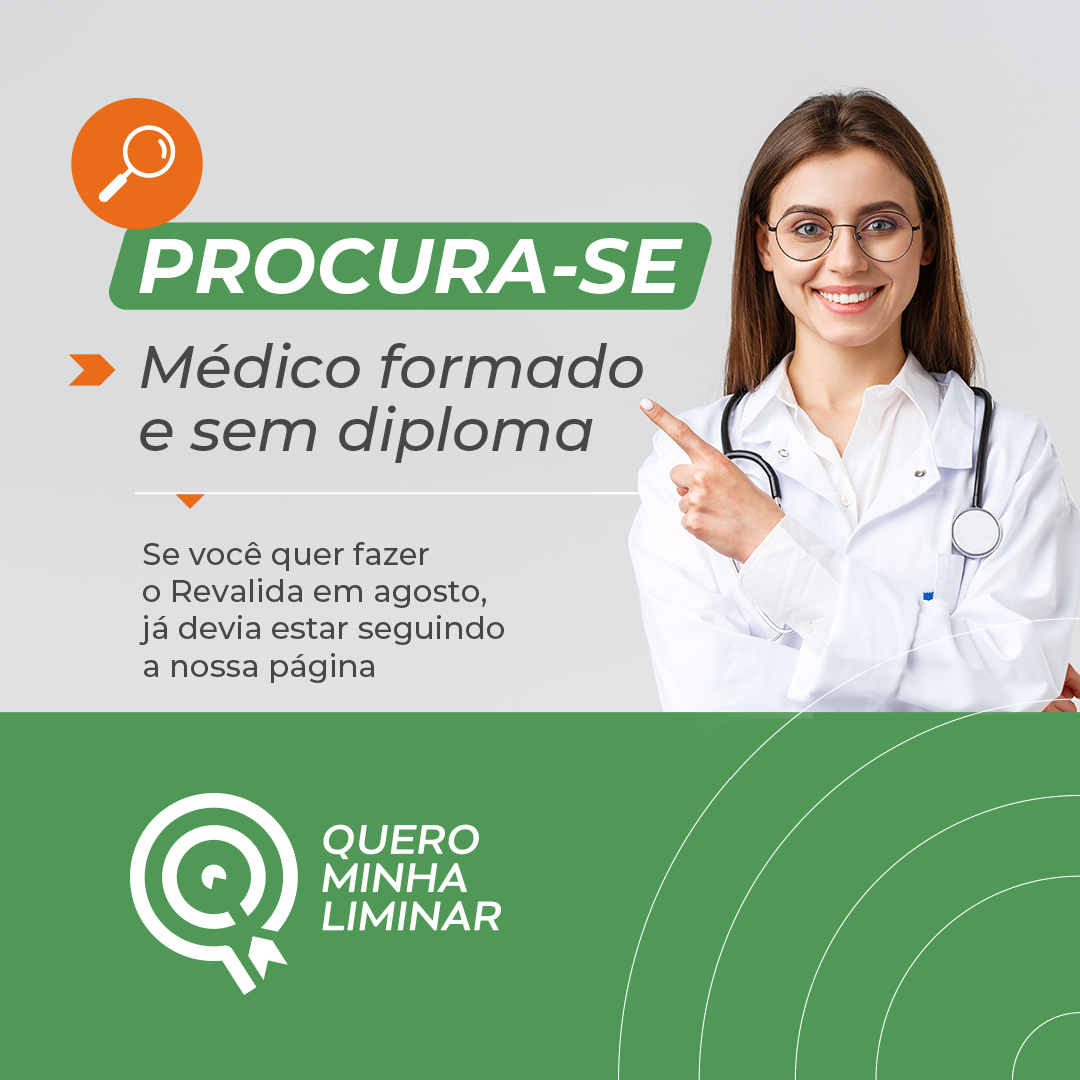 PROCURA-SE
Médico formado
e sem diploma
Se você quer fazer
o Revalida em agosto,
já devia estar seguindo
a nossa página
QUERO
MINHA
LIMINAR